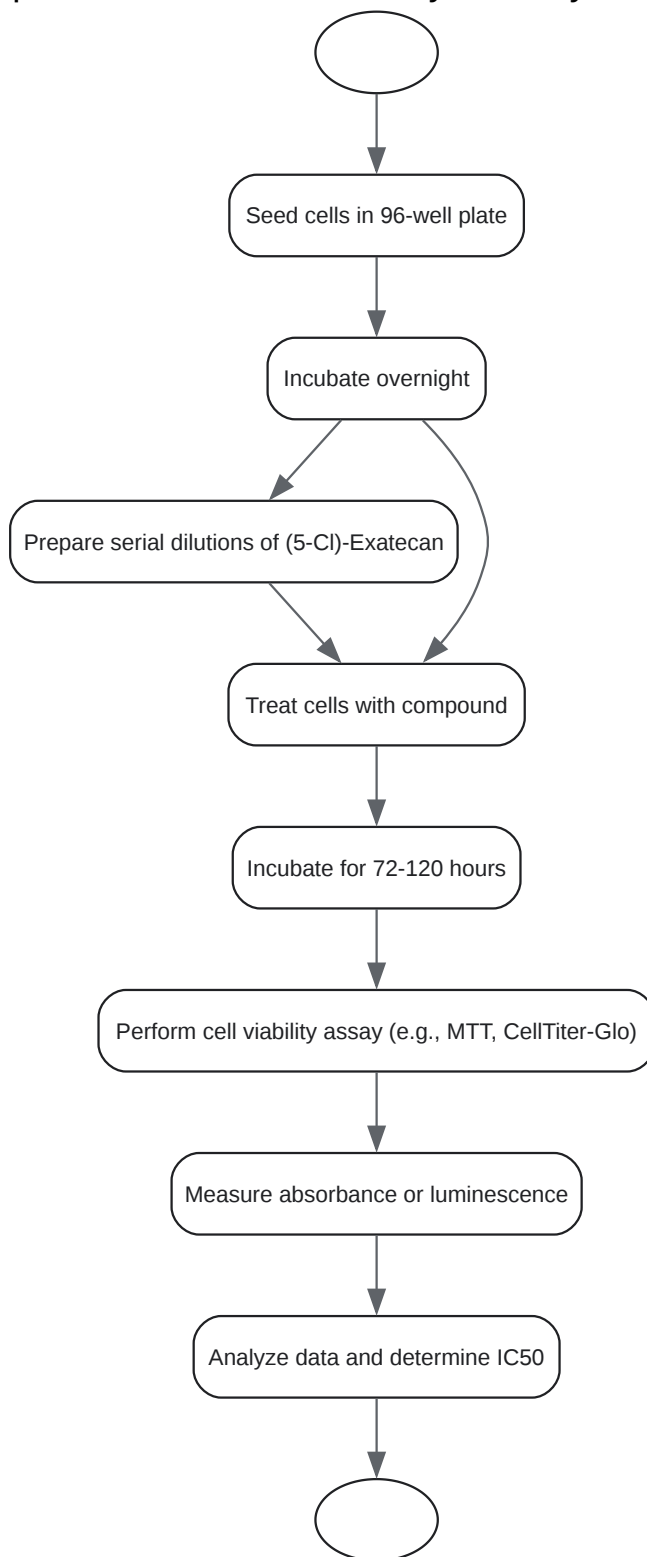 Seed cells in 96-well plate
Incubate overnight
Prepare serial dilutions of (5-Cl)-Exatecan
Treat cells with compound
Incubate for 72-120 hours
Perform cell viability assay (e.g., MTT, CellTiter-Glo)
Measure absorbance or luminescence
Analyze data and determine IC50